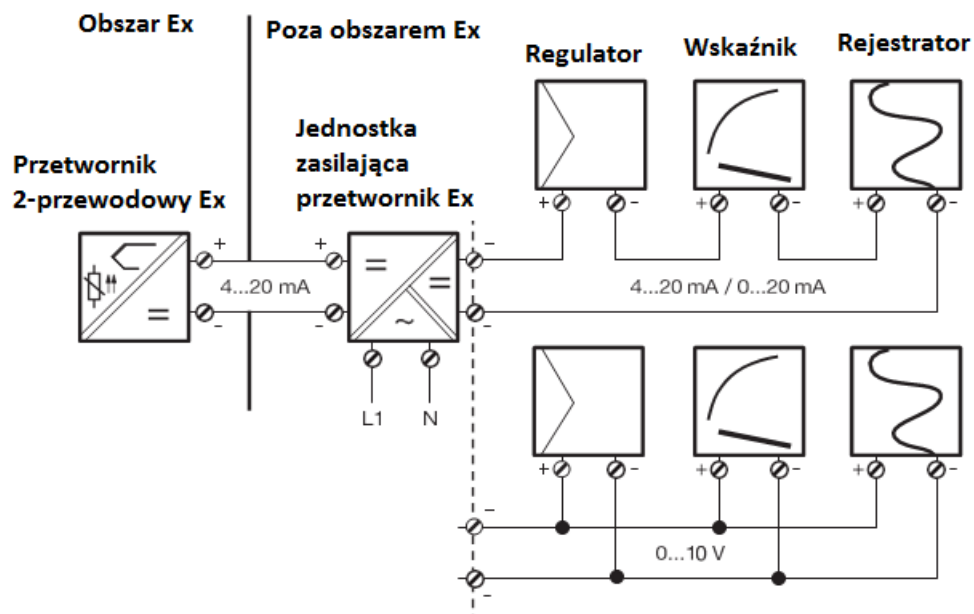 Obszar Ex
Poza obszarem Ex
Regulator
Wskaźnik
Rejestrator
Jednostka
zasilająca
przetwornik Ex
Przetwornik
2-przewodowy Ex
+ - + - + -
+ + -
4...20 mA
4...20 mA / 0...20 mA
- - -
=
= =
~
L1 N
+ - + - + -
-
0...10 V
-